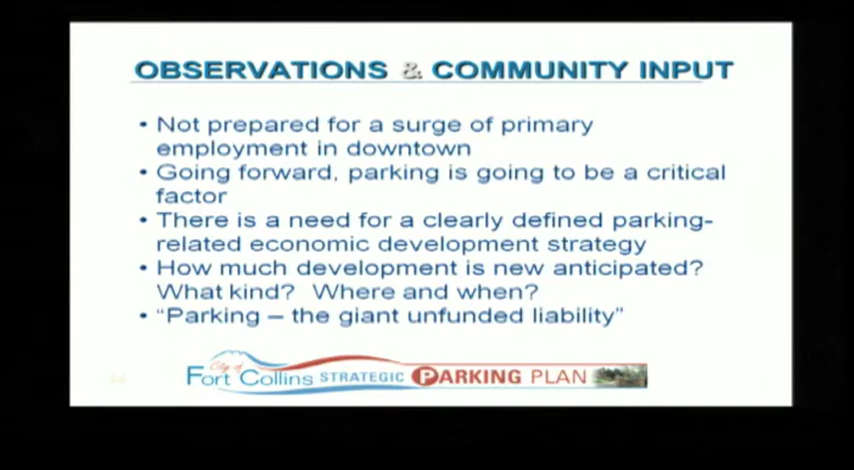 OBSERVATIONS & COMMUNITY INPUT
• Not prepared for a surge of primary
employment in downtown
• Going forward, parking is going to be a critical
factor
• There is a need for a clearly defined parking-
related economic development strategy
• How much development is new anticipated?
What kind? Where and when?
• “Parking – the giant unfunded liability”
City of
Fort Collins STRATEGIC PARKING PLAN